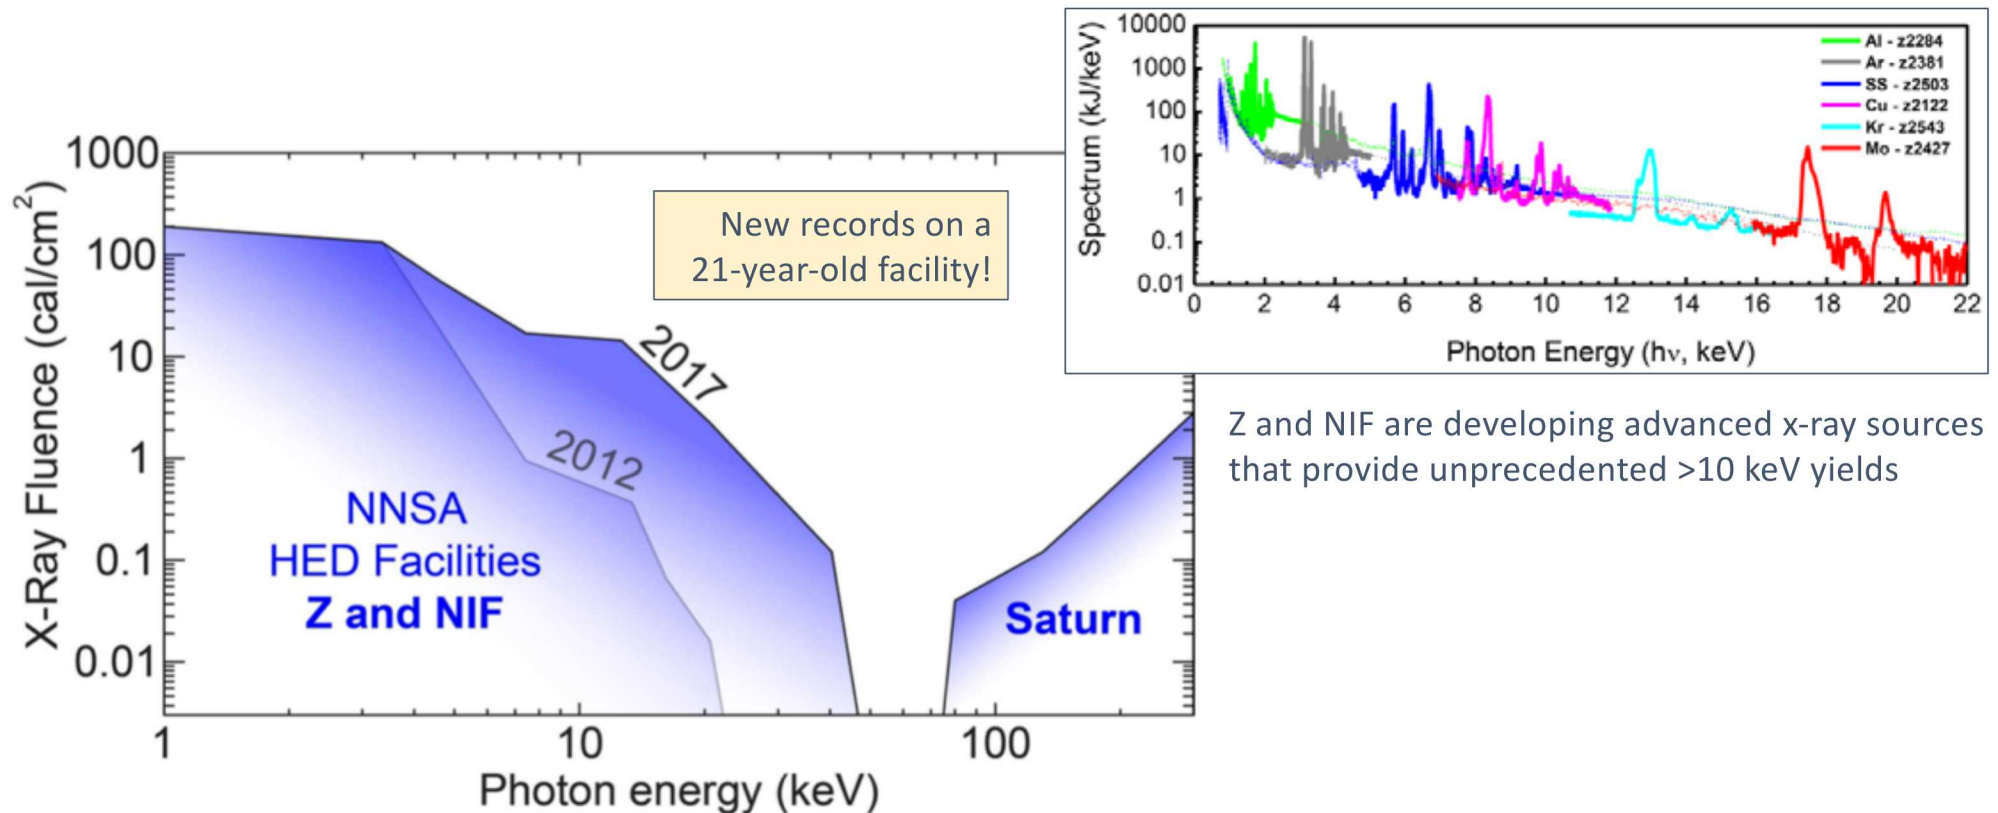 1000
100
10
1
0.1
0.01
X-Ray Fluence (cal/cm²)
1
10
100
Photon energy (keV)
New records on a
21-year-old facility!
2017
2012
NNSA
HED Facilities
Z and NIF
Saturn
10000
1000
100
10
1
0.1
0.01
Spectrum (kJ/keV)
Al - z2284
Ar - z2381
SS - z2503
Cu - z2122
Kr - z2543
Mo - z2427
0 2 4 6 8 10 12 14 16 18 20 22
Photon Energy (hν, keV)
Z and NIF are developing advanced x-ray sources
that provide unprecedented >10 keV yields